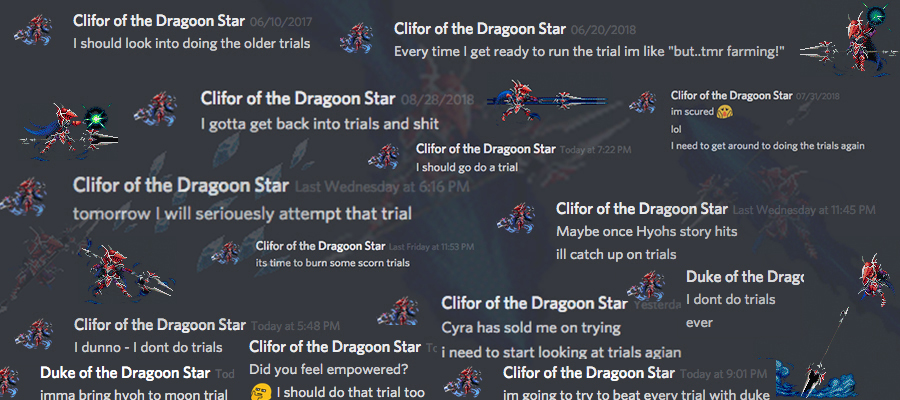 Clifor of the Dragoon Star 06/10/2017
I should look into doing the older trials
Clifor of the Dragoon Star 06/20/2018
Every time I get ready to run the trial im like "but..tmr farming!"
Clifor of the Dragoon Star 08/28/2018
I gotta get back into trials and shit
Clifor of the Dragoon Star 07/31/2018
im scured
lol
I need to get around to doing the trials again
Clifor of the Dragoon Star Today at 7:22 PM
I should go do a trial
Clifor of the Dragoon Star Last Wednesday at 6:16 PM
tomorrow I will seriousely attempt that trial
Clifor of the Dragoon Star Last Wednesday at 11:45 PM
Maybe once Hyohs story hits
ill catch up on trials
Clifor of the Dragoon Star Last Friday at 11:53 PM
its time to burn some scorn trials
Duke of the Drago
I dont do trials
ever
Clifor of the Dragoon Star Yesterda
Cyra has sold me on trying
i need to start looking at trials agian
Clifor of the Dragoon Star Today at 5:48 PM
I dunno - I dont do trials
Clifor of the Dragoon Star To
Did you feel empowered?
I should do that trial too
Duke of the Dragoon Star Tod
imma bring hyoh to moon trial
Clifor of the Dragoon Star Today at 9:01 PM
im going to try to beat every trial with duke